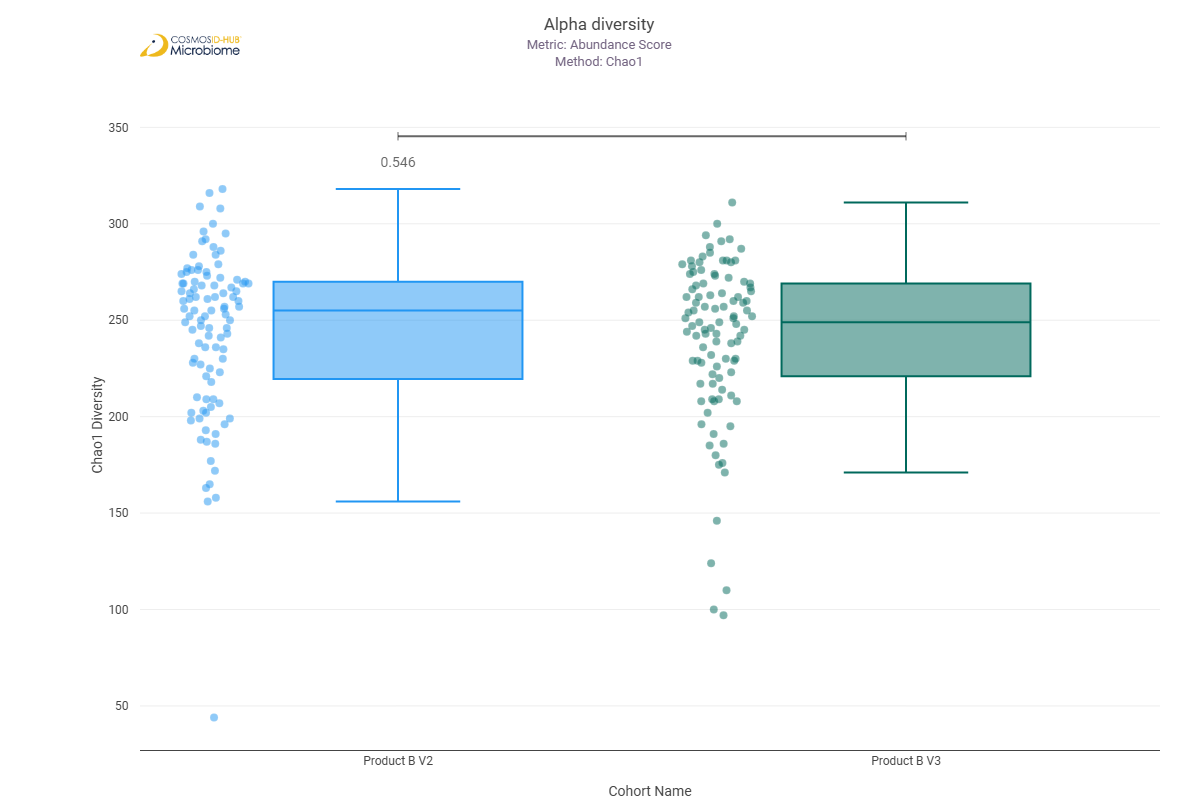 Alpha diversity
Metric: Abundance Score
Method: Chao1
COSMOSID-HUB
Microbiome
350
0.546
300
250
200
150
100
50
Chao1 Diversity
Product B V2
Product B V3
Cohort Name